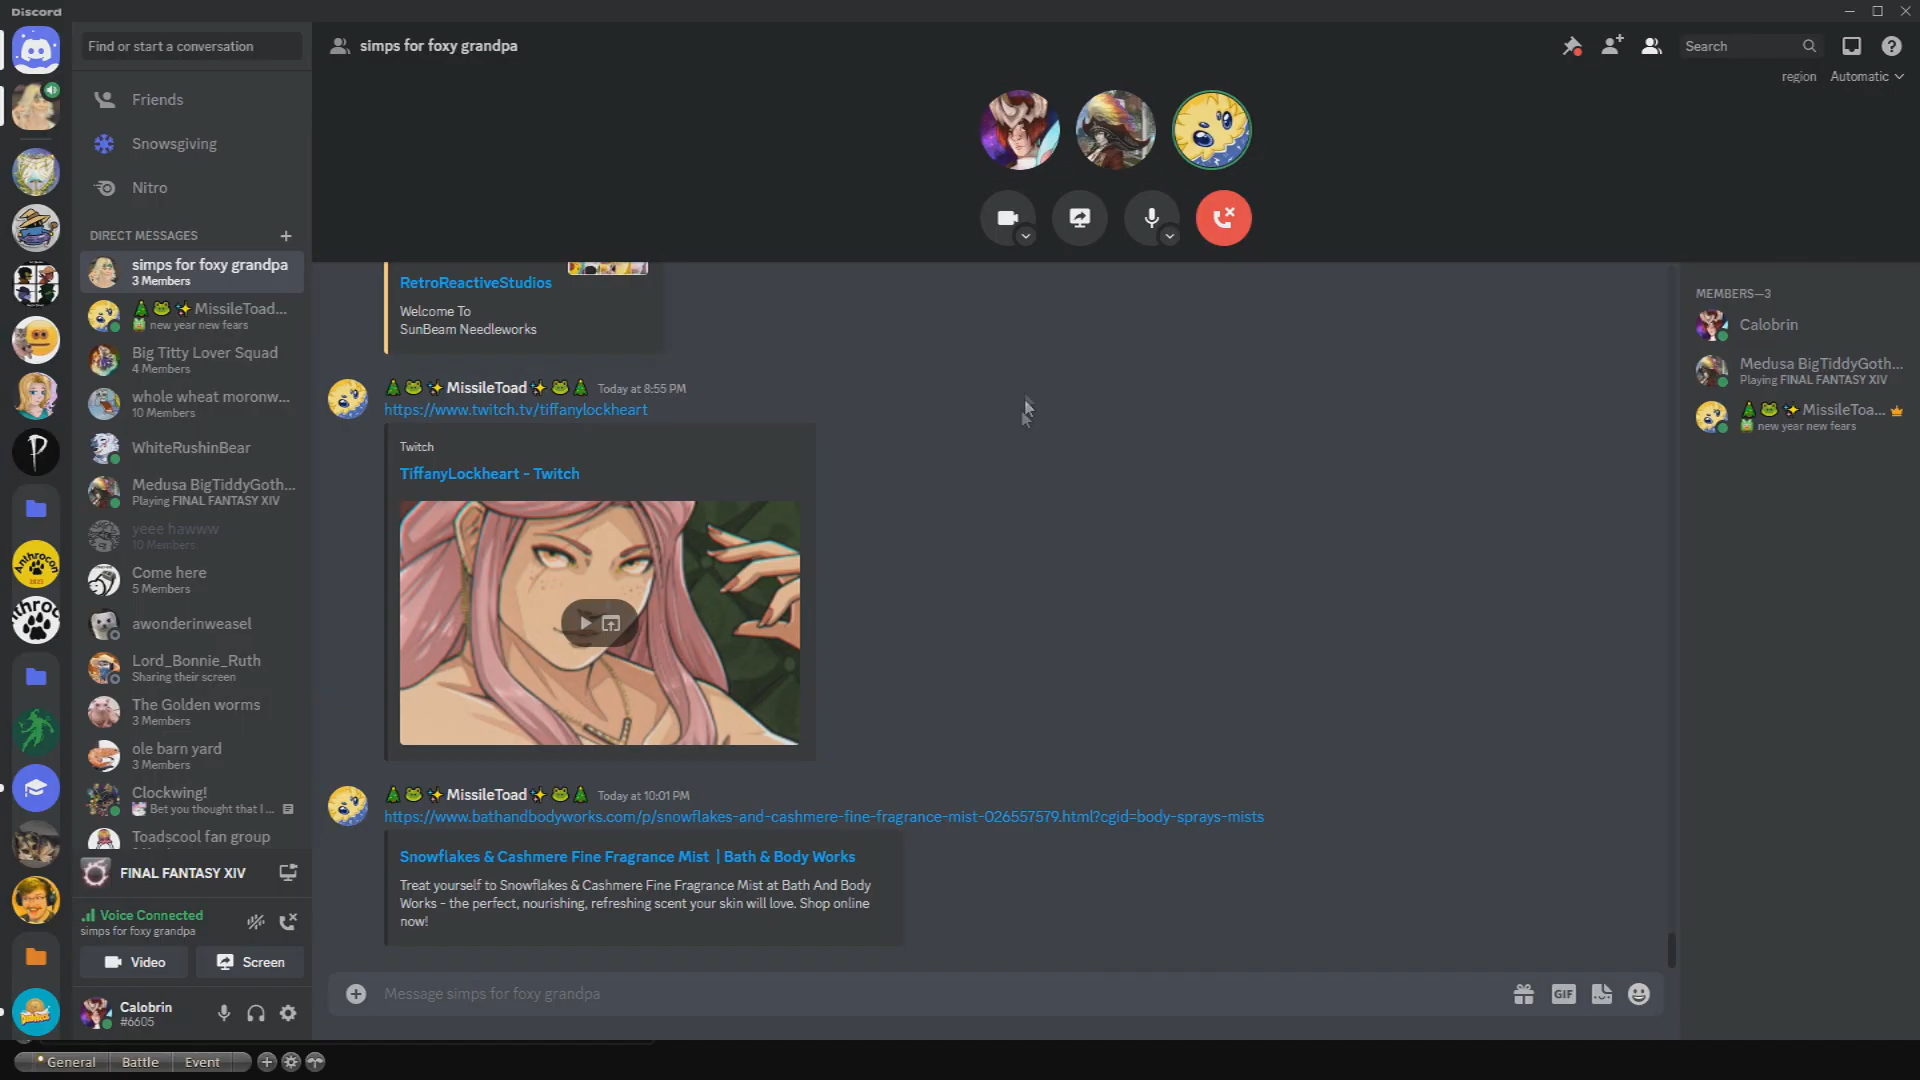 Discord
Find or start a conversation
simps for foxy grandpa
Search
region Automatic
Friends
Snowsgiving
Nitro
DIRECT MESSAGES
simps for foxy grandpa
3 Members
MissileToad...
new year new fears
Big Titty Lover Squad
4 Members
whole wheat moronw...
10 Members
WhiteRushinBear
Medusa BigTiddyGoth...
Playing FINAL FANTASY XIV
yeee hawww
10 Members
Come here
5 Members
awonderinweasel
Lord_Bonnie_Ruth
Sharing their screen
The Golden worms
3 Members
ole barn yard
3 Members
Clockwing!
Bet you thought that I ...
Toadscool fan group
FINAL FANTASY XIV
Voice Connected
simps for foxy grandpa
Video
Screen
Calobrin
#6605
RetroReactiveStudios
Welcome To
SunBeam Needleworks
MissileToad Today at 8:55 PM
https://www.twitch.tv/tiffanylockheart
Twitch
TiffanyLockheart - Twitch
MissileToad Today at 10:01 PM
https://www.bathandbodyworks.com/p/snowflakes-and-cashmere-fine-fragrance-mist-026557579.html?cgid=body-sprays-mists
Snowflakes & Cashmere Fine Fragrance Mist | Bath & Body Works
Treat yourself to Snowflakes & Cashmere Fine Fragrance Mist at Bath And Body
Works - the perfect, nourishing, refreshing scent your skin will love. Shop online
now!
Message simps for foxy grandpa
GIF
MEMBERS—3
Calobrin
Medusa BigTiddyGoth...
Playing FINAL FANTASY XIV
MissileToa...
new year new fears
Anthrocon
General
Battle
Event